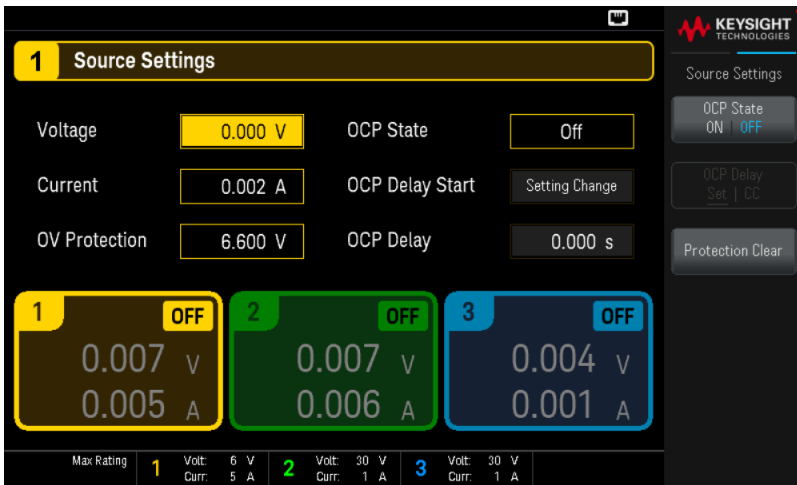 KEYSIGHT
TECHNOLOGIES
1 Source Settings
Source Settings
Voltage 0.000 V OCP State Off
OCP State
ON | OFF
Current 0.002 A OCP Delay Start Setting Change
OCP Delay
Set | CC
OV Protection 6.600 V OCP Delay 0.000 s
Protection Clear
1 OFF 2 OFF 3 OFF
0.007 V 0.007 V 0.004 V
0.005 A 0.006 A 0.001 A
Max Rating 1 Volt: 6 V 2 Volt: 30 V 3 Volt: 30 V
Curr: 5 A Curr: 1 A Curr: 1 A